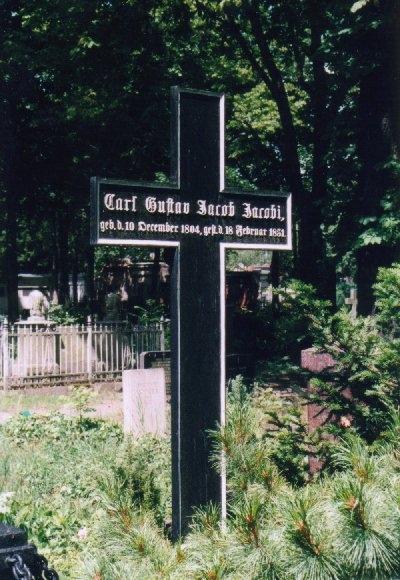 Carl Gustav Jacob Jacobi,
geb. d. 10 December 1804, gest. d. 18 Februar 1851.